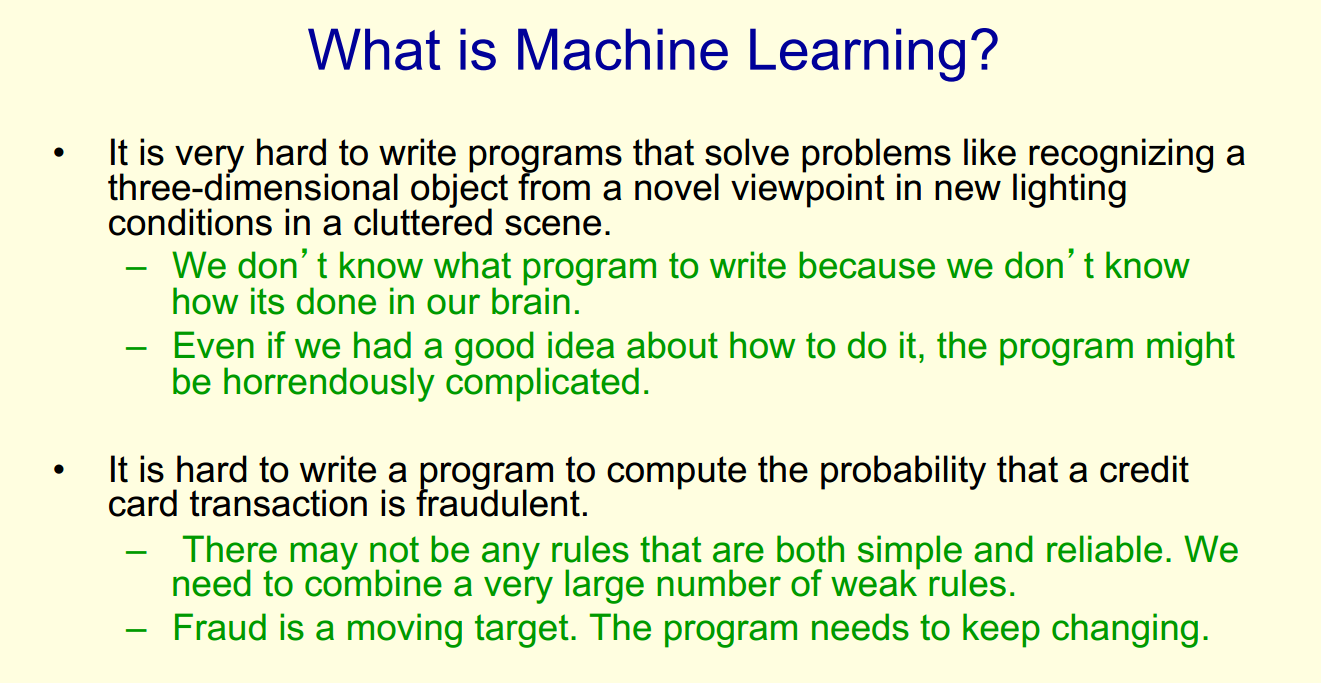 What is Machine Learning?
• It is very hard to write programs that solve problems like recognizing a
three-dimensional object from a novel viewpoint in new lighting
conditions in a cluttered scene.
– We don’t know what program to write because we don’t know
how its done in our brain.
– Even if we had a good idea about how to do it, the program might
be horrendously complicated.
• It is hard to write a program to compute the probability that a credit
card transaction is fraudulent.
– There may not be any rules that are both simple and reliable. We
need to combine a very large number of weak rules.
– Fraud is a moving target. The program needs to keep changing.